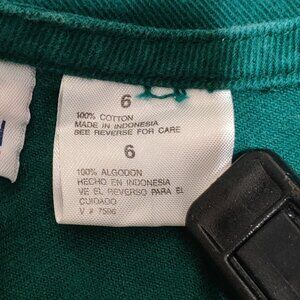 6
100% COTTON
MADE IN INDONESIA
SEE REVERSE FOR CARE
6
100% ALGODON
HECHO EN INDONESIA
VE EL REVERSO PARA EL
CUIDADO
V # 7596